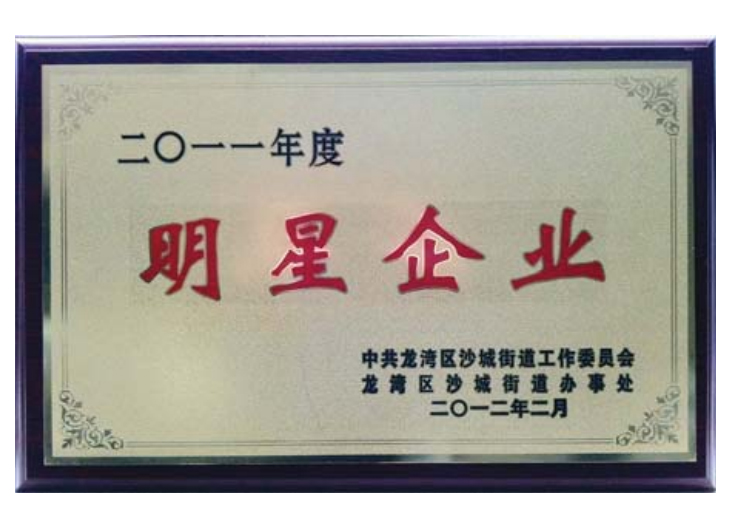 二〇一一年度
明星企业
中共龙湾区沙城街道工作委员会
龙湾区沙城街道办事处
二〇一二年二月